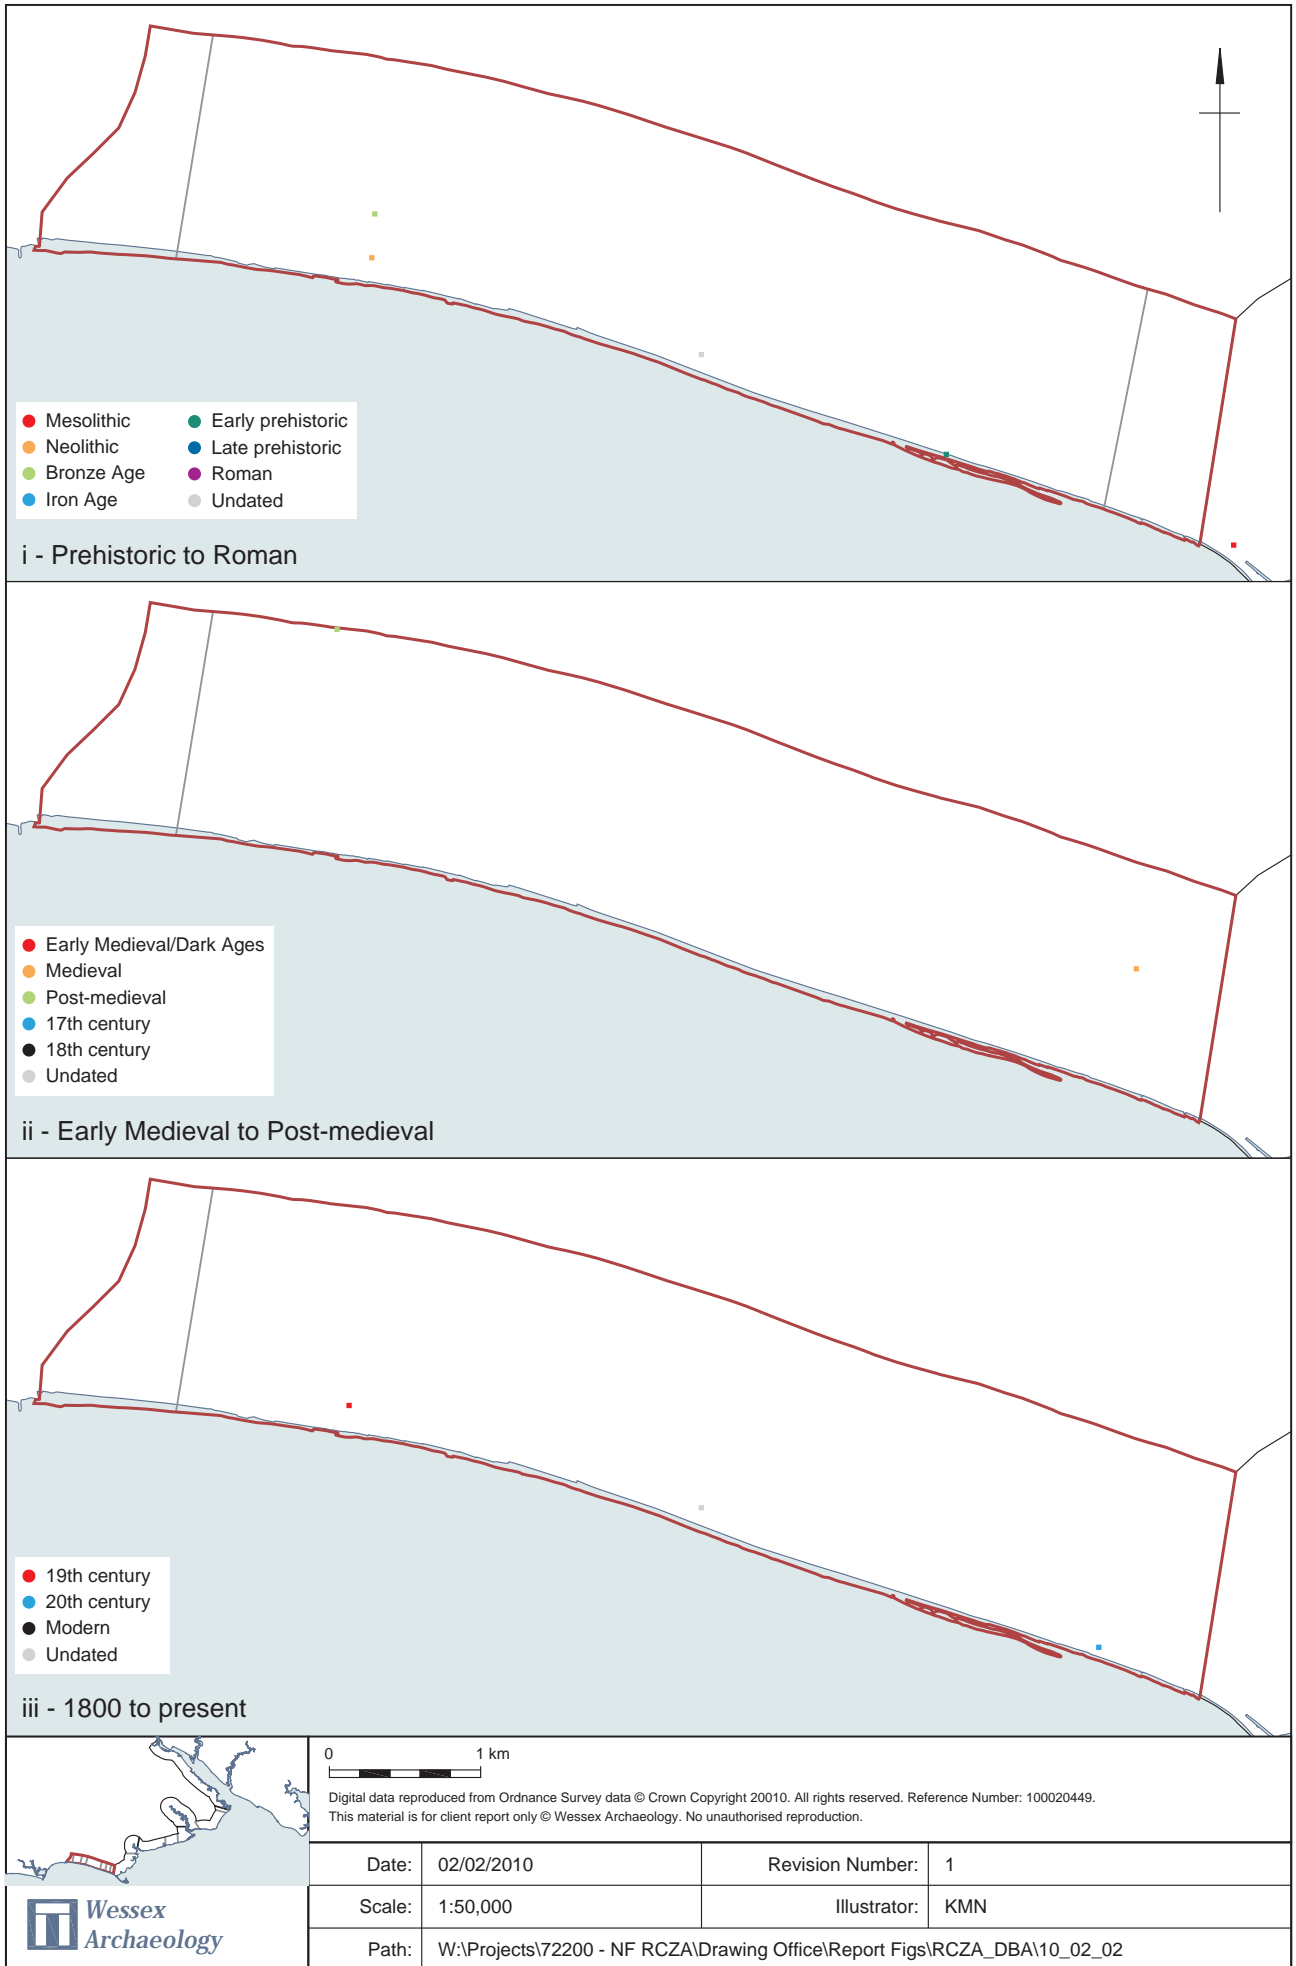 Mesolithic
Neolithic
Bronze Age
Iron Age
Early prehistoric
Late prehistoric
Roman
Undated
i - Prehistoric to Roman
Early Medieval/Dark Ages
Medieval
Post-medieval
17th century
18th century
Undated
ii - Early Medieval to Post-medieval
19th century
20th century
Modern
Undated
iii - 1800 to present
0 1 km
Digital data reproduced from Ordnance Survey data © Crown Copyright 20010. All rights reserved. Reference Number: 100020449.
This material is for client report only © Wessex Archaeology. No unauthorised reproduction.
Date: 02/02/2010 Revision Number: 1
Scale: 1:50,000 Illustrator: KMN
Path: W:\Projects\72200 - NF RCZA\Drawing Office\Report Figs\RCZA_DBA\10_02_02
Wessex
Archaeology